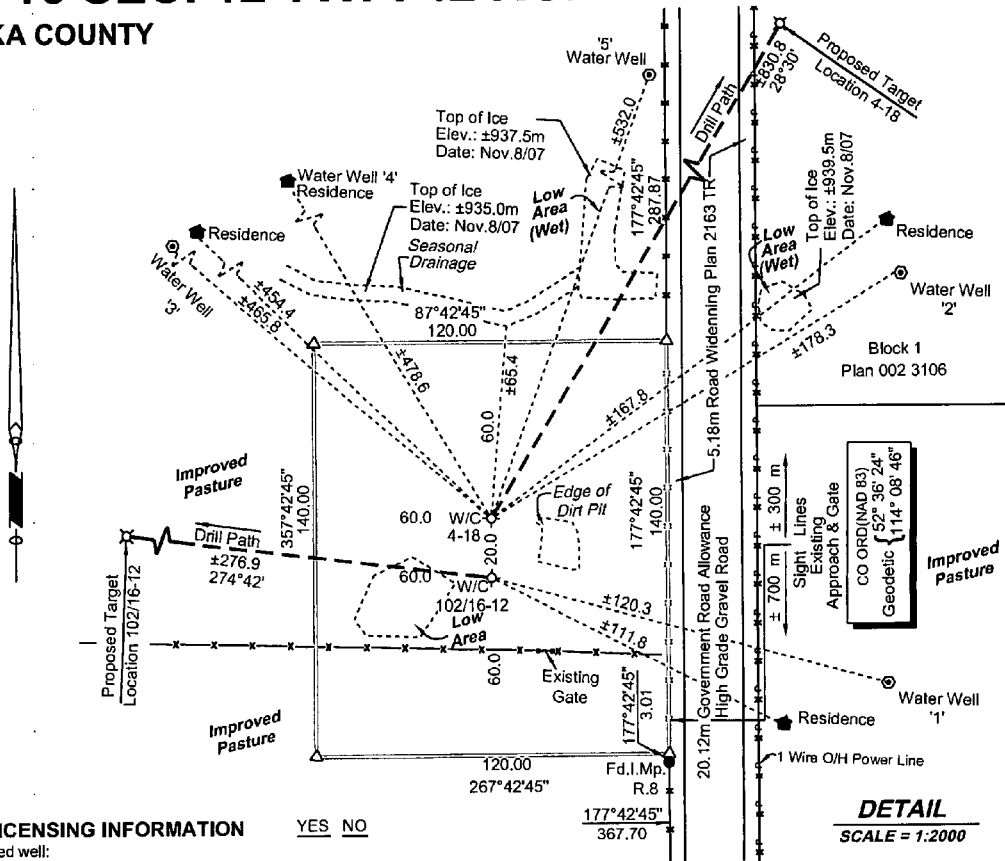 KA COUNTY
'5'
Water Well
Proposed Target
Location 4-18
±830.8
28°30'
Drill Path
±532.0
Top of Ice
Elev.: ±937.5m
Date: Nov.8/07
Low
Area
(Wet)
177°42'45"
287.87
Water Well '4'
Residence
Top of Ice
Elev.: ±935.0m
Date: Nov.8/07
Seasonal
Drainage
Residence
Water Well
'3'
±454.4
±465.8
±478.6
87°42'45"
120.00
±65.4
60.0
5.18m Road Widenning Plan 2163 TR
Low
Area
(Wet)
Top of Ice
Elev.: ±939.5m
Date: Nov.8/07
Residence
Water Well
'2'
±178.3
±167.8
Block 1
Plan 002 3106
Improved
Pasture
357°42'45"
140.00
60.0
W/C
4-18
20.0
Edge of
Dirt Pit
177°42'45"
140.00
± 300 m
± 700 m
Sight Lines
Existing
Approach & Gate
CO ORD(NAD 83)
Geodetic { 52° 36' 24"
114° 08' 46"
Improved
Pasture
Drill Path
±276.9
274°42'
Proposed Target
Location 102/16-12
60.0
W/C
102/16-12
Low
Area
±120.3
±111.8
60.0
Existing
Gate
177°42'45"
3.01
20.12m Government Road Allowance
High Grade Gravel Road
Water Well
'1'
Residence
1 Wire O/H Power Line
Improved
Pasture
120.00
267°42'45"
Fd.I.Mp.
R.8
177°42'45"
367.70
DETAIL
SCALE = 1:2000
ICENSING INFORMATION YES NO
ed well: